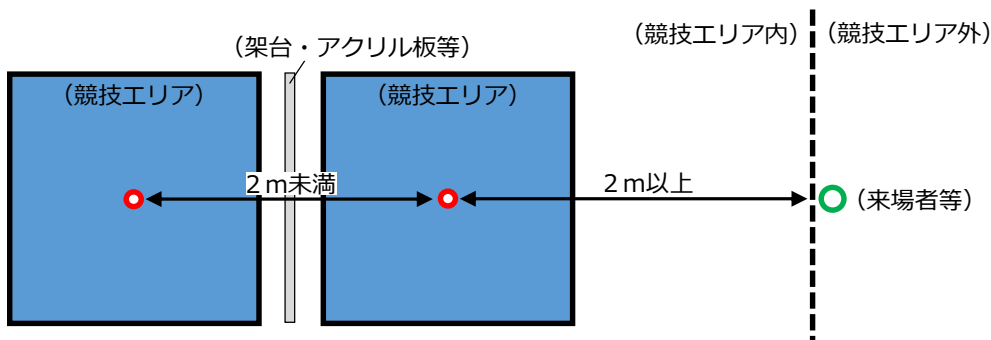 （競技エリア内）
（競技エリア外）
（架台・アクリル板等）
（競技エリア）
（競技エリア）
２ｍ未満
２ｍ以上
（来場者等）